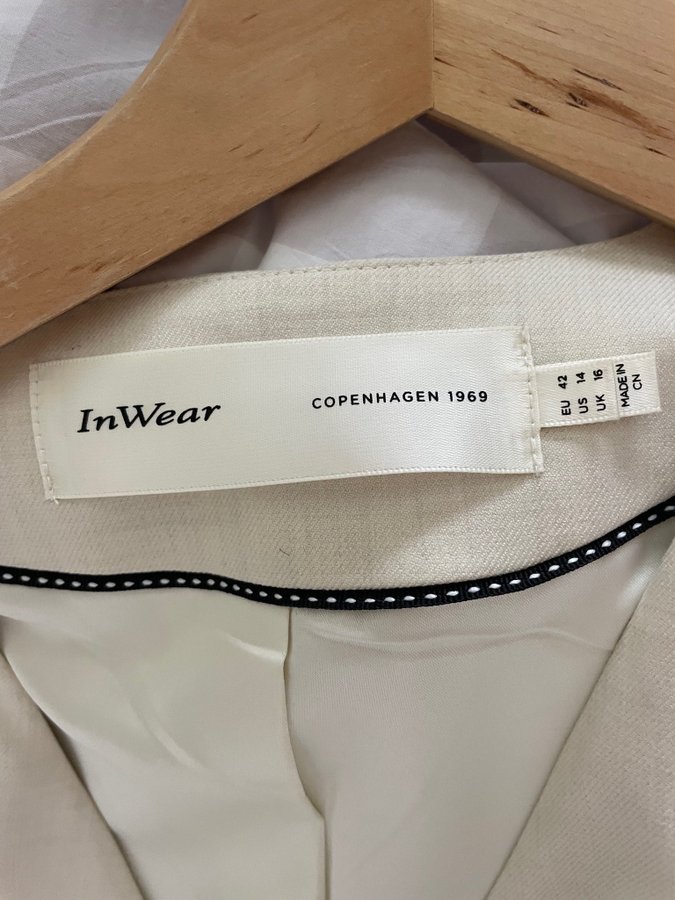 InWear
COPENHAGEN 1969
EU 42
US 14
UK 16
MADE IN
CN